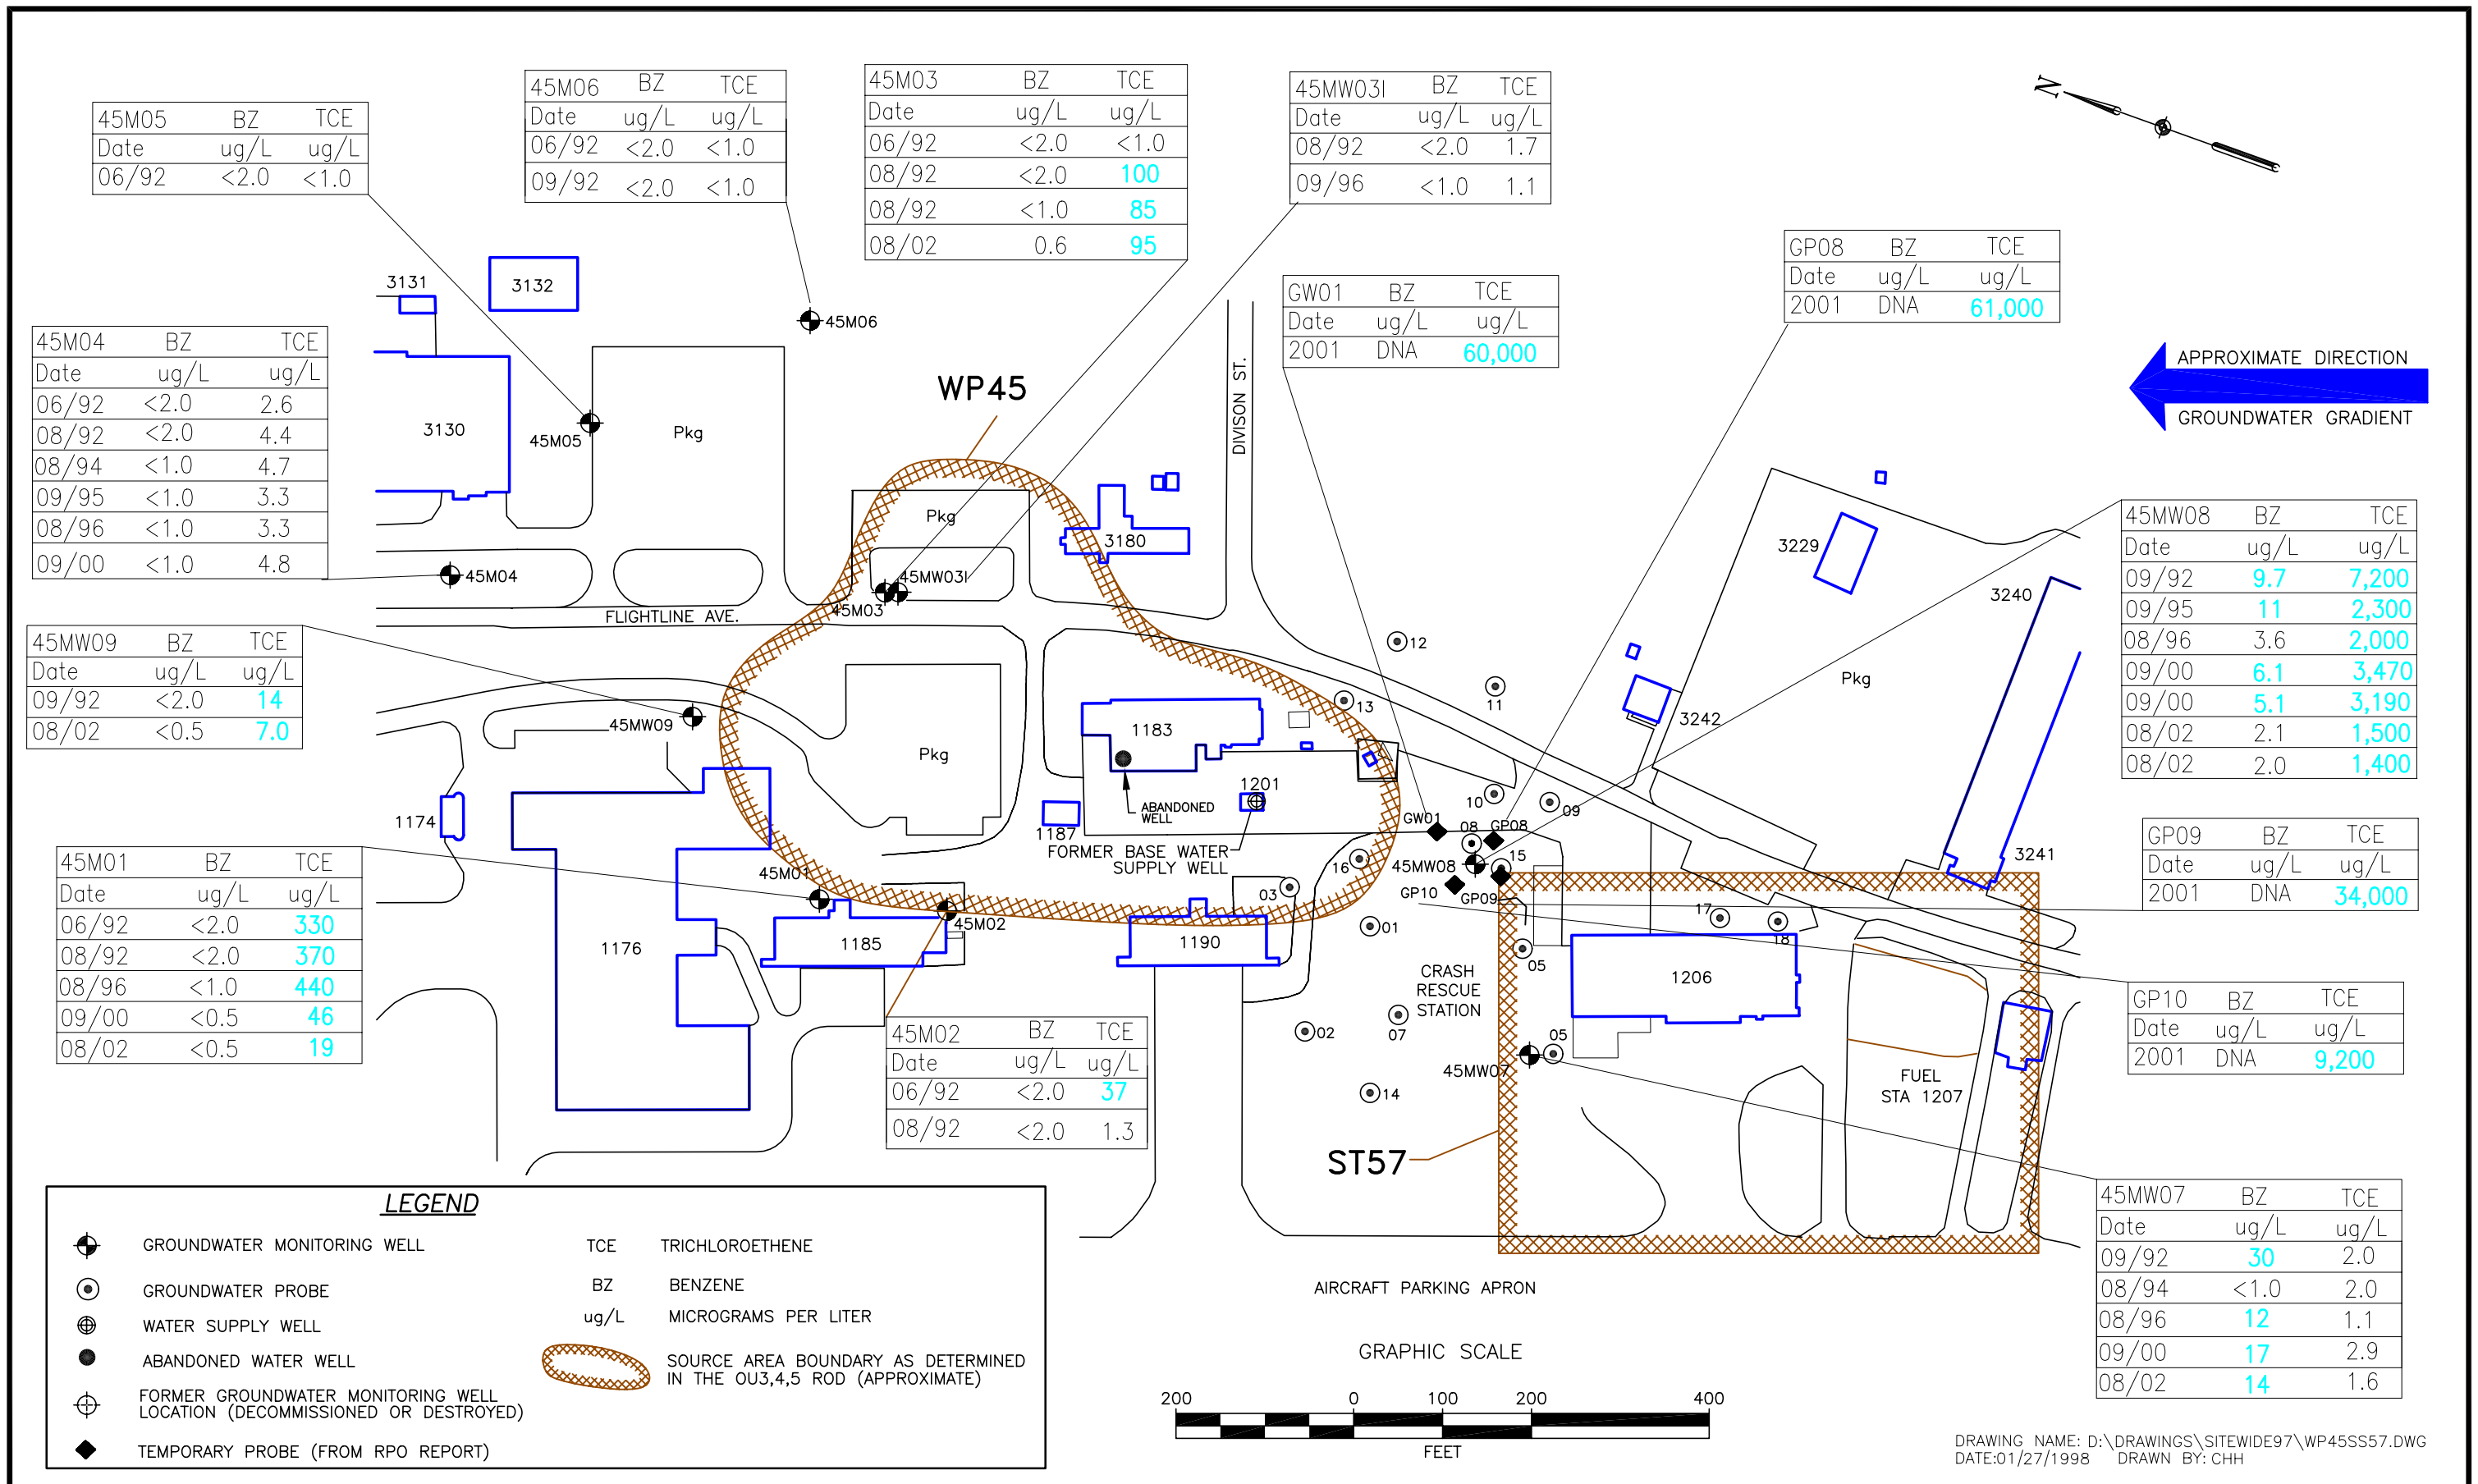 45M05 BZ TCE
Date ug/L ug/L
06/92 <2.0 <1.0
45M06 BZ TCE
Date ug/L ug/L
06/92 <2.0 <1.0
09/92 <2.0 <1.0
45M03 BZ TCE
Date ug/L ug/L
06/92 <2.0 <1.0
08/92 <2.0 100
08/92 <1.0 85
08/02 0.6 95
45MW03I BZ TCE
Date ug/L ug/L
08/92 <2.0 1.7
09/96 <1.0 1.1
N
GP08 BZ TCE
Date ug/L ug/L
2001 DNA 61,000
GW01 BZ TCE
Date ug/L ug/L
2001 DNA 60,000
APPROXIMATE DIRECTION
GROUNDWATER GRADIENT
45M04 BZ TCE
Date ug/L ug/L
06/92 <2.0 2.6
08/92 <2.0 4.4
08/94 <1.0 4.7
09/95 <1.0 3.3
08/96 <1.0 3.3
09/00 <1.0 4.8
3131
3132
45M06
3130
45M05
Pkg
WP45
DIVISON ST.
Pkg
3180
45M04
45MW03I
45M03
FLIGHTLINE AVE.
3229
3240
45MW08 BZ TCE
Date ug/L ug/L
09/92 9.7 7,200
09/95 11 2,300
08/96 3.6 2,000
09/00 6.1 3,470
09/00 5.1 3,190
08/02 2.1 1,500
08/02 2.0 1,400
45MW09 BZ TCE
Date ug/L ug/L
09/92 <2.0 14
08/02 <0.5 7.0
45MW09
12
13
11
Pkg
3242
1183
Pkg
1201
ABANDONED
WELL
1187
FORMER BASE WATER
SUPPLY WELL
10
09
GW01
08
GP08
1174
45MW08
15
16
GP10
GP09
03
3241
45M01 BZ TCE
Date ug/L ug/L
06/92 <2.0 330
08/92 <2.0 370
08/96 <1.0 440
09/00 <0.5 46
08/02 <0.5 19
45M01
45M02
1176
1185
1190
01
17
18
05
CRASH
RESCUE
STATION
1206
GP09 BZ TCE
Date ug/L ug/L
2001 DNA 34,000
GP10 BZ TCE
Date ug/L ug/L
2001 DNA 9,200
02
07
05
45MW07
14
FUEL
STA 1207
45M02 BZ TCE
Date ug/L ug/L
06/92 <2.0 37
08/92 <2.0 1.3
ST57
45MW07 BZ TCE
Date ug/L ug/L
09/92 30 2.0
08/94 <1.0 2.0
08/96 12 1.1
09/00 17 2.9
08/02 14 1.6
LEGEND
GROUNDWATER MONITORING WELL
GROUNDWATER PROBE
WATER SUPPLY WELL
ABANDONED WATER WELL
FORMER GROUNDWATER MONITORING WELL
LOCATION (DECOMMISSIONED OR DESTROYED)
TEMPORARY PROBE (FROM RPO REPORT)
TCE TRICHLOROETHENE
BZ BENZENE
ug/L MICROGRAMS PER LITER
SOURCE AREA BOUNDARY AS DETERMINED
IN THE OU3,4,5 ROD (APPROXIMATE)
AIRCRAFT PARKING APRON
GRAPHIC SCALE
200 0 100 200 400
FEET
DRAWING NAME: D:\DRAWINGS\SITEWIDE97\WP45SS57.DWG
DATE:01/27/1998 DRAWN BY: CHH